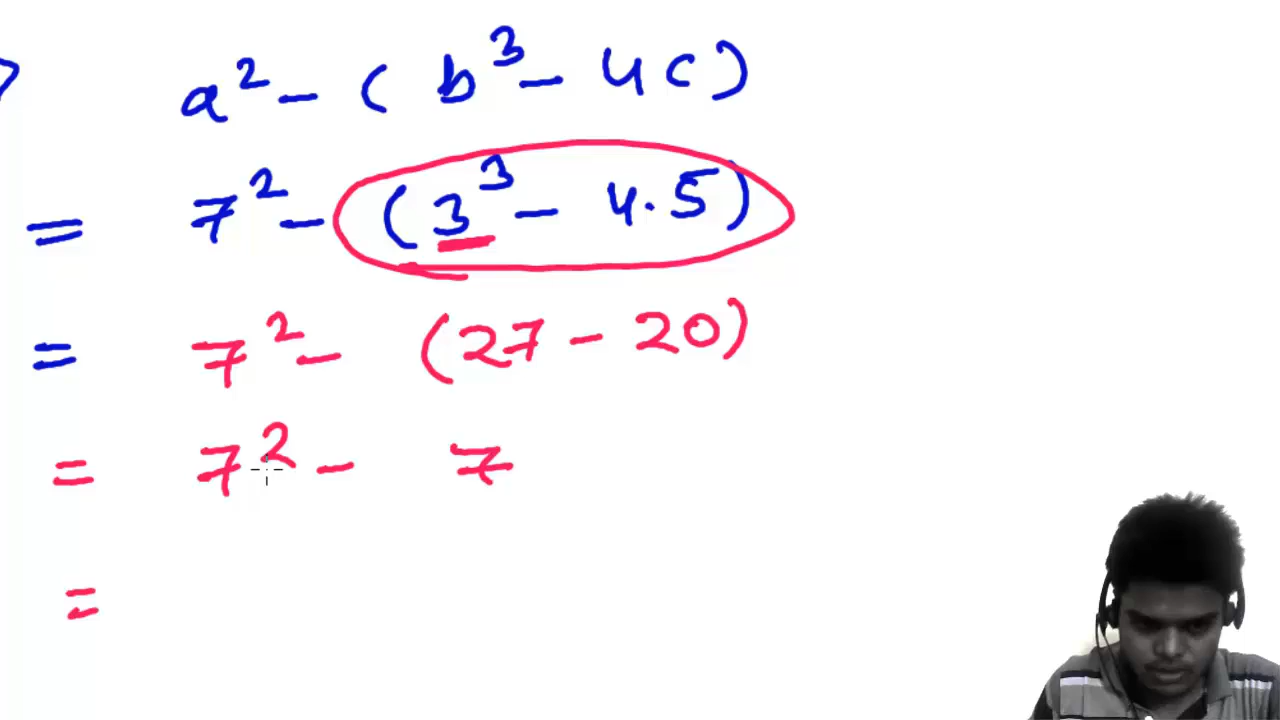 a² - ( b³ - 4c)
= 7² - (3³ - 4.5)
= 7² - (27 - 20)
= 7² - 7
=